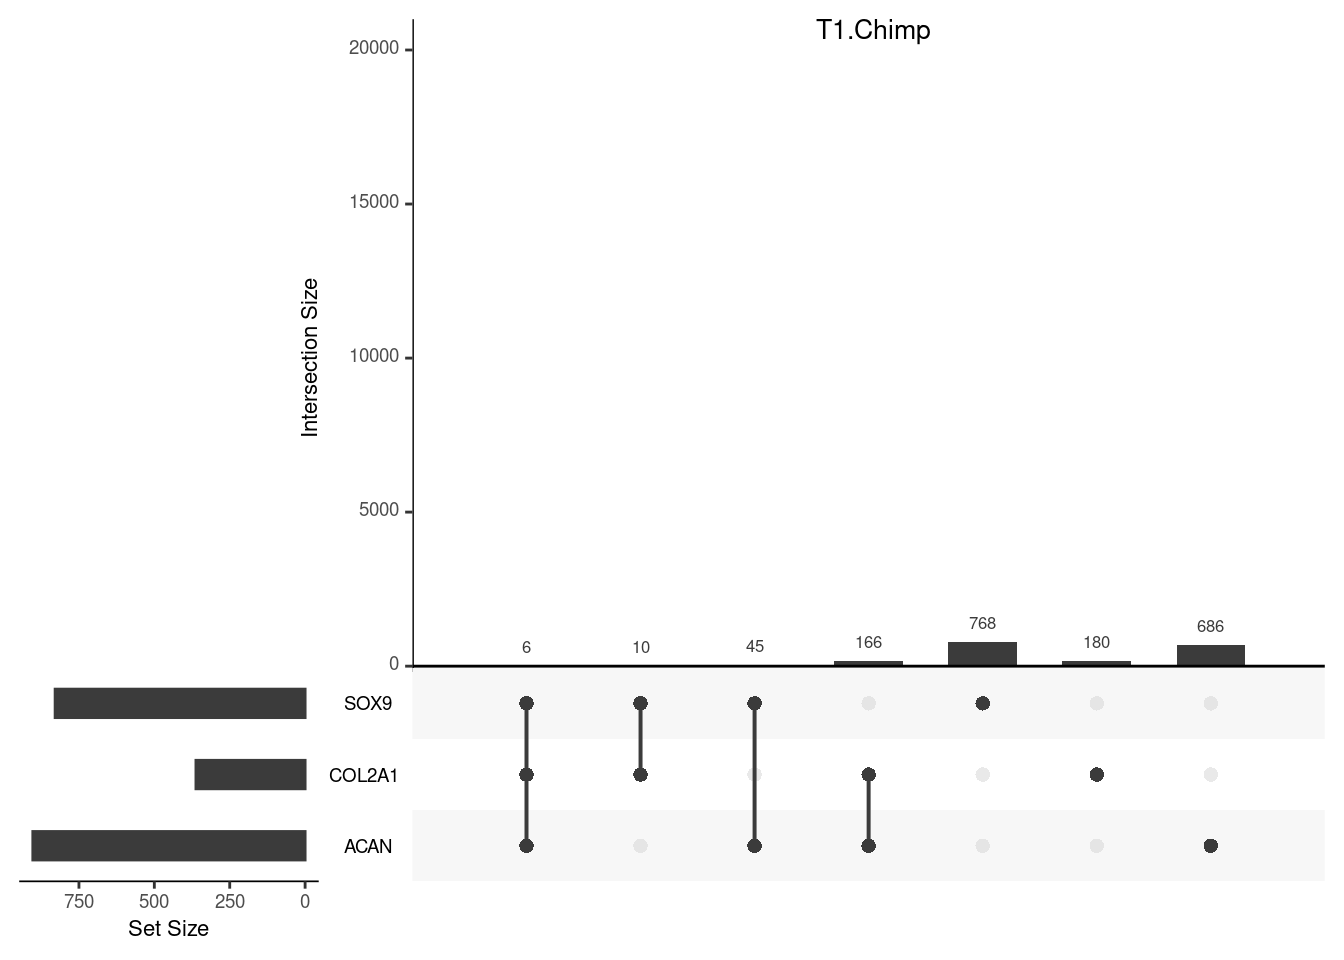 T1.Chimp
20000
15000
10000
5000
0
Intersection Size
6 10 45 166 768 180 686
SOX9
COL2A1
ACAN
750 500 250 0
Set Size